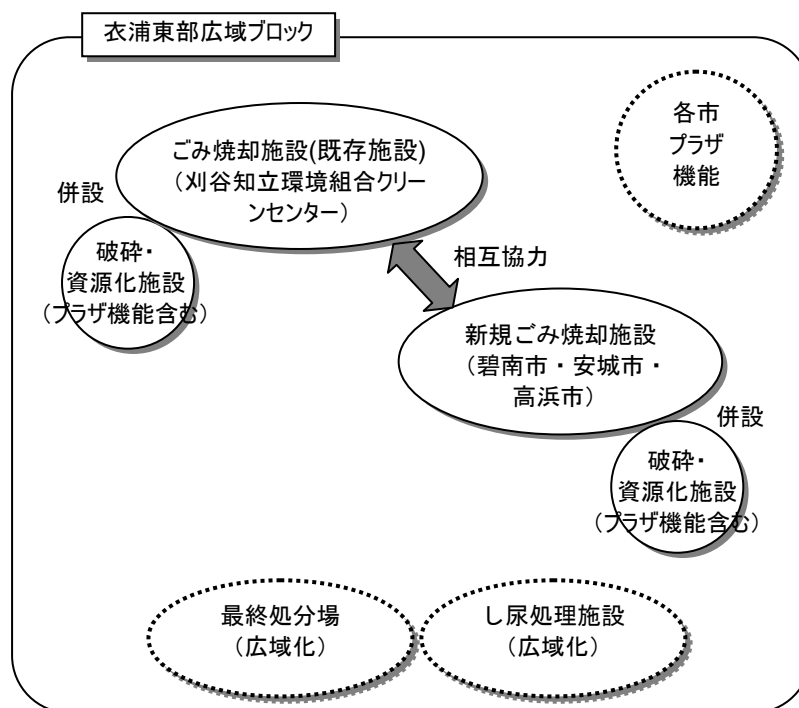 衣浦東部広域ブロック
各市
プラザ
機能
ごみ焼却施設(既存施設)
（刈谷知立環境組合クリー
ンセンター）
併設
破砕・
資源化施設
（プラザ機能含む）
相互協力
新規ごみ焼却施設
（碧南市・安城市・
高浜市）
併設
破砕・
資源化施設
（プラザ機能含む）
最終処分場
（広域化）
し尿処理施設
（広域化）